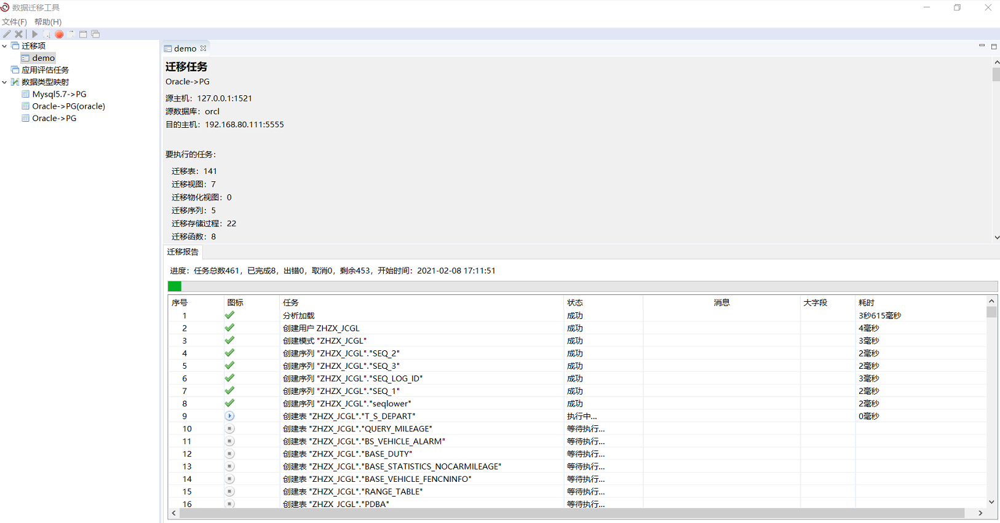 数据迁移工具
文件(F) 帮助(H)
迁移项
demo
应用评估任务
数据类型映射
Mysql5.7->PG
Oracle->PG(oracle)
Oracle->PG
demo
迁移任务
Oracle->PG
源主机：127.0.0.1:1521
源数据库：orcl
目的主机：192.168.80.111:5555
要执行的任务：
迁移表：141
迁移视图：7
迁移物化视图：0
迁移序列：5
迁移存储过程：22
迁移函数：8
迁移报告
进度：任务总数461，已完成8，出错0，取消0，剩余453，开始时间：2021-02-08 17:11:51
序号 图标 任务 状态 消息 大字段 耗时
1 分析加载 成功 3秒615毫秒
2 创建用户 ZHZX_JCGL 成功 4毫秒
3 创建模式 "ZHZX_JCGL" 成功 3毫秒
4 创建序列 "ZHZX_JCGL"."SEQ_2" 成功 2毫秒
5 创建序列 "ZHZX_JCGL"."SEQ_3" 成功 2毫秒
6 创建序列 "ZHZX_JCGL"."SEQ_LOG_ID" 成功 3毫秒
7 创建序列 "ZHZX_JCGL"."SEQ_1" 成功 2毫秒
8 创建序列 "ZHZX_JCGL"."seqlower" 成功 2毫秒
9 创建表 "ZHZX_JCGL"."T_S_DEPART" 执行中... 0毫秒
10 创建表 "ZHZX_JCGL"."QUERY_MILEAGE" 等待执行...
11 创建表 "ZHZX_JCGL"."BS_VEHICLE_ALARM" 等待执行...
12 创建表 "ZHZX_JCGL"."BASE_DUTY" 等待执行...
13 创建表 "ZHZX_JCGL"."BASE_STATISTICS_NOCARMILEAGE" 等待执行...
14 创建表 "ZHZX_JCGL"."BASE_VEHICLE_FENCNINFO" 等待执行...
15 创建表 "ZHZX_JCGL"."RANGE_TABLE" 等待执行...
16 创建表 "ZHZX_JCGL"."PDBA" 等待执行...